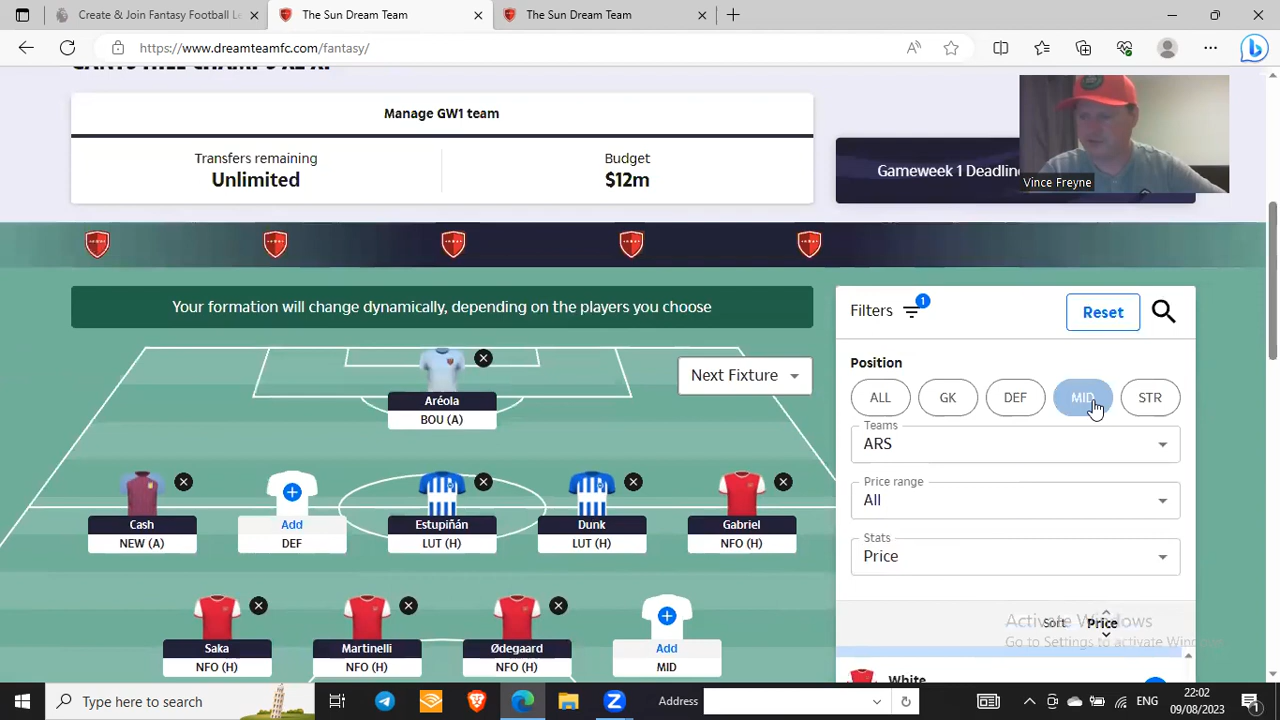 Create & Join Fantasy Football Le
The Sun Dream Team
The Sun Dream Team
https://www.dreamteamfc.com/fantasy/
Manage GW1 team
Transfers remaining
Unlimited
Budget
$12m
Gameweek 1 Deadlin
Vince Freyne
Your formation will change dynamically, depending on the players you choose
Next Fixture
Aréola
BOU (A)
Cash
NEW (A)
Add
DEF
Estupiñán
LUT (H)
Dunk
LUT (H)
Gabriel
NFO (H)
Saka
NFO (H)
Martinelli
NFO (H)
Ødegaard
NFO (H)
Add
MID
Filters
1
Reset
Position
ALL
GK
DEF
MID
STR
Teams
ARS
Price range
All
Stats
Price
Sort
Price
Activate Windows
Go to Settings to activate Windows
White
Type here to search
Address
ENG
22:02
09/08/2023
1